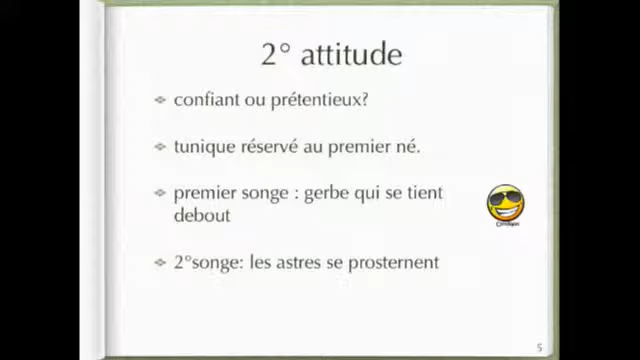 2° attitude
confiant ou prétentieux?
tunique réservé au premier né.
premier songe : gerbe qui se tient
debout
2°songe: les astres se prosternent
5